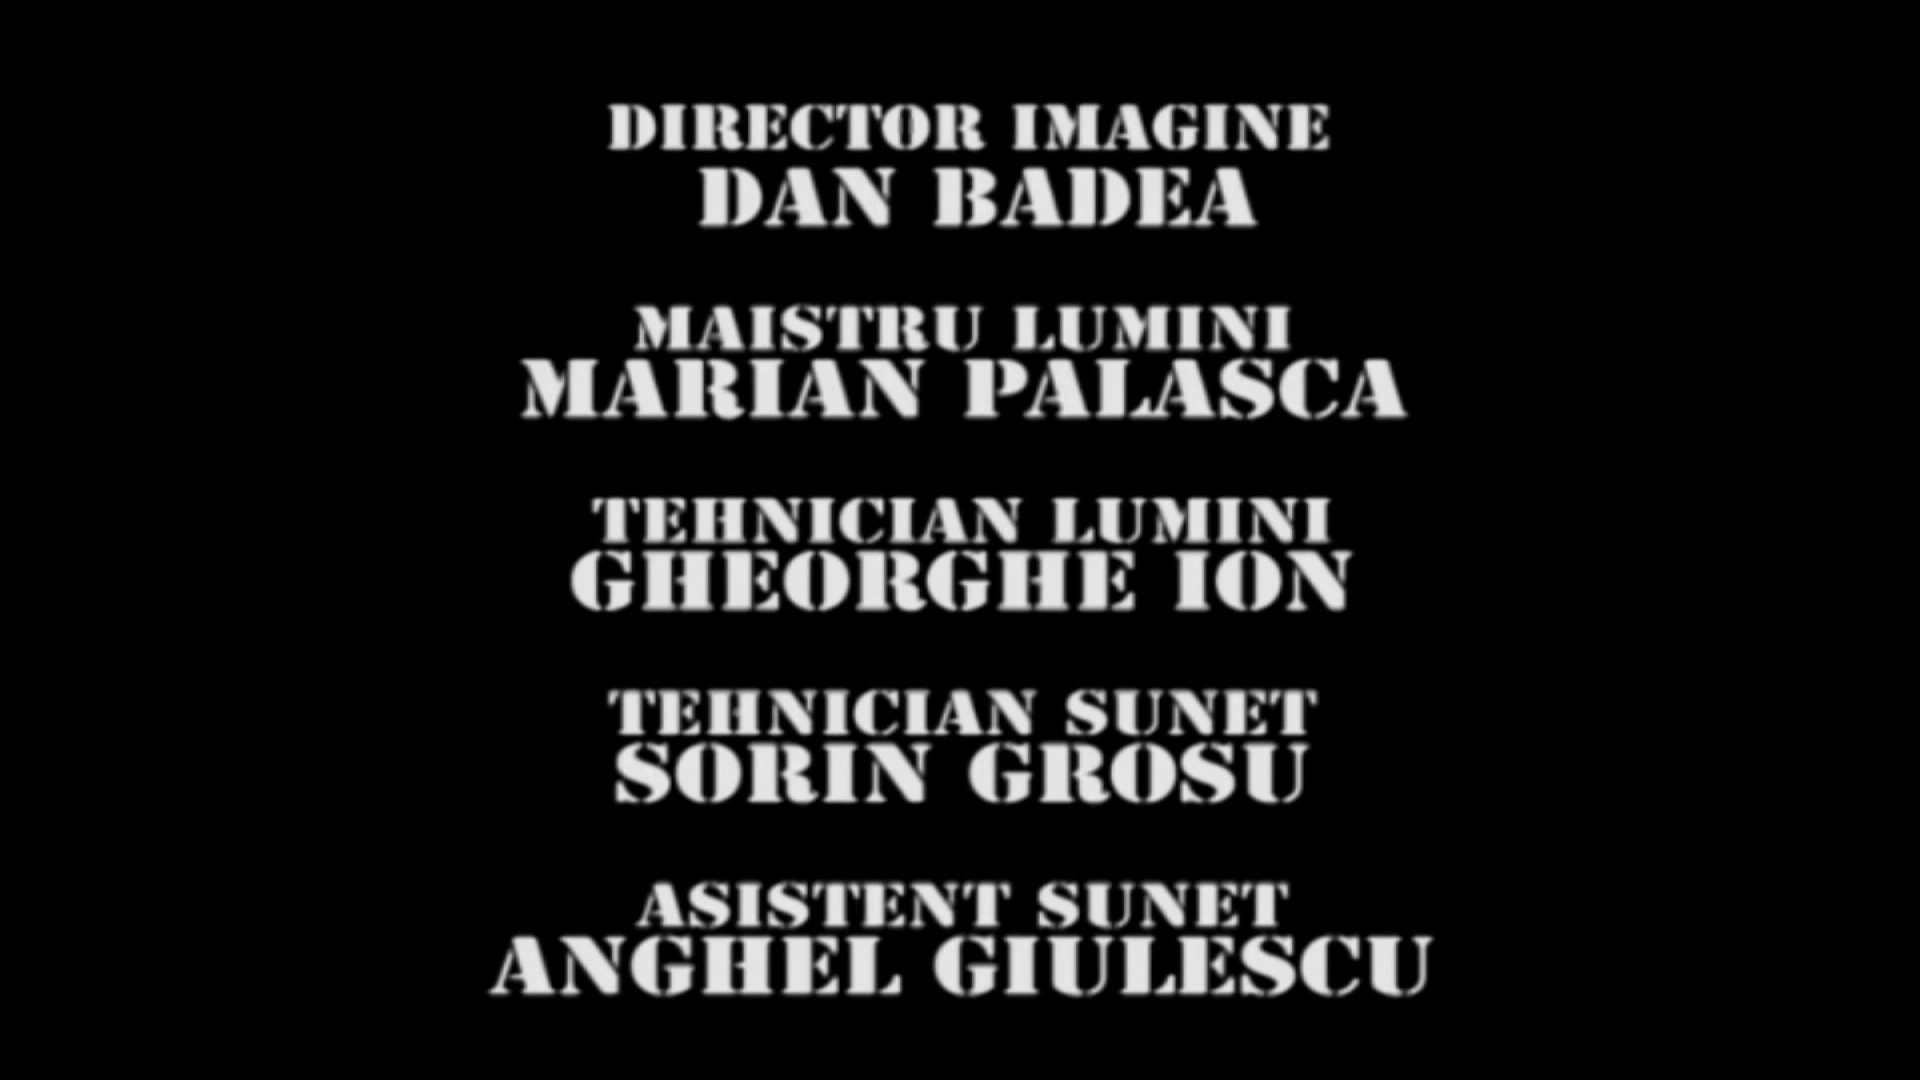 DIRECTOR IMAGINE
DAN BADEA
MAISTRU LUMINI
MARIAN PALASCA
TEHNICIAN LUMINI
GHEORGHE ION
TEHNICIAN SUNET
SORIN GROSU
ASISTENT SUNET
ANGHEL GIULESCU